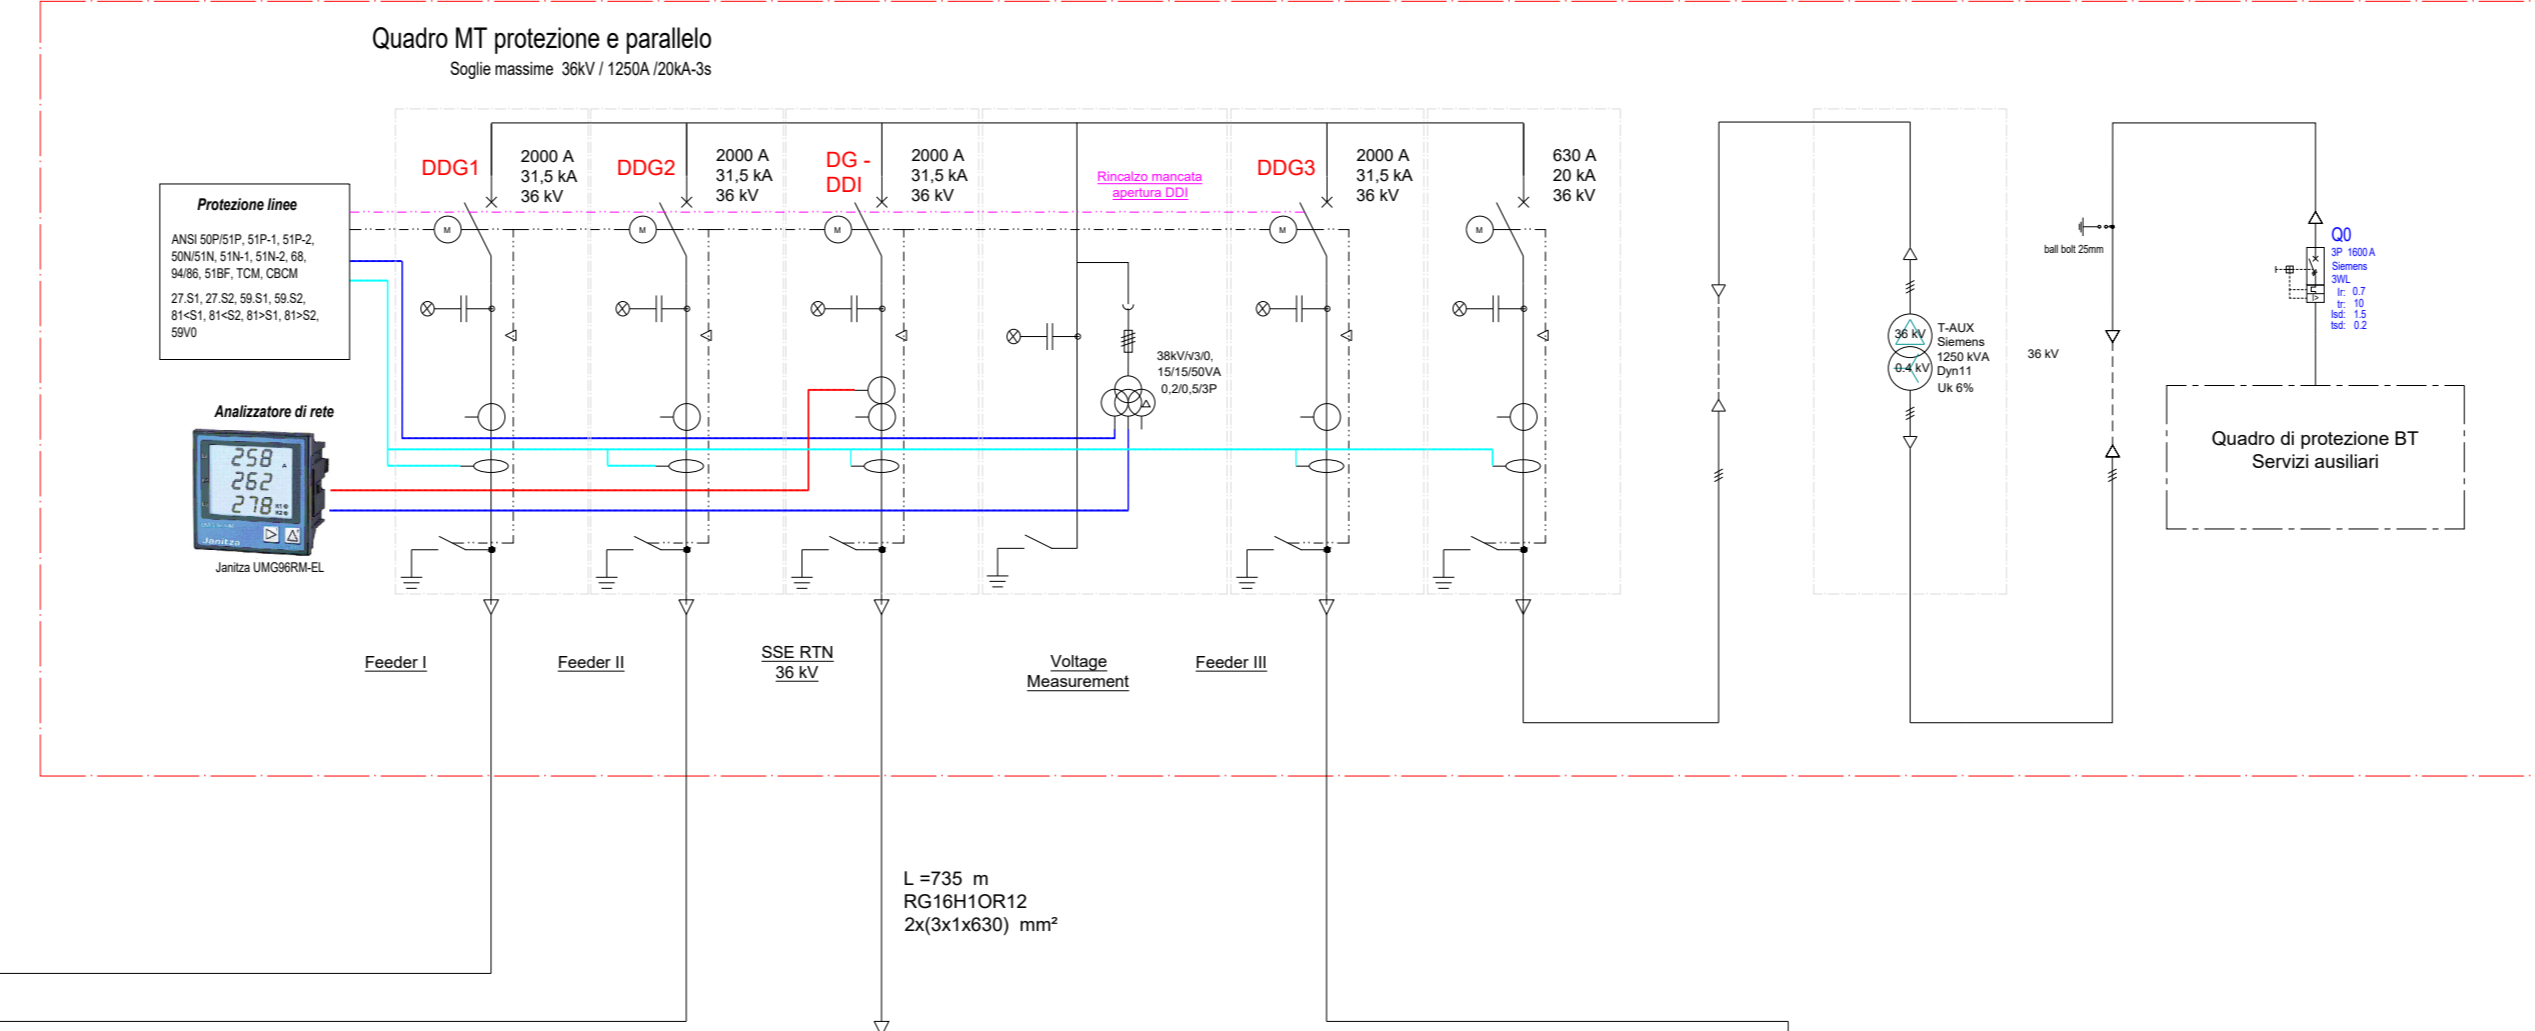 Quadro MT protezione e parallelo
Soglie massime 36kV / 1250A /20kA-3s
DDG1
2000 A
31,5 kA
36 kV
DDG2
2000 A
31,5 kA
36 kV
DG -
DDI
2000 A
31,5 kA
36 kV
Rincalzo mancata
apertura DDI
DDG3
2000 A
31,5 kA
36 kV
630 A
20 kA
36 kV
Protezione linee
ANSI 50P/51P, 51P-1, 51P-2,
50N/51N, 51N-1, 51N-2, 68,
94/86, 51BF, TCM, CBCM
27.S1, 27.S2, 59.S1, 59.S2,
81<S1, 81<S2, 81>S1, 81>S2,
59V0
M
M
M
M
M
ball bolt 25mm
Q0
3P 1600A
Siemens
3WL
Ir: 0.7
tr: 10
Isd: 1.5
tsd: 0.2
I>
38kV/v3/0,
15/15/50VA
0,2/0,5/3P
36 kV
0.4 kV
T-AUX
Siemens
1250 kVA
Dyn11
Uk 6%
36 kV
Analizzatore di rete
258 A
262
278
Janitza
Janitza UMG96RM-EL
Quadro di protezione BT
Servizi ausiliari
Feeder I
Feeder II
SSE RTN
36 kV
Voltage
Measurement
Feeder III
L =735 m
RG16H1OR12
2x(3x1x630) mm²